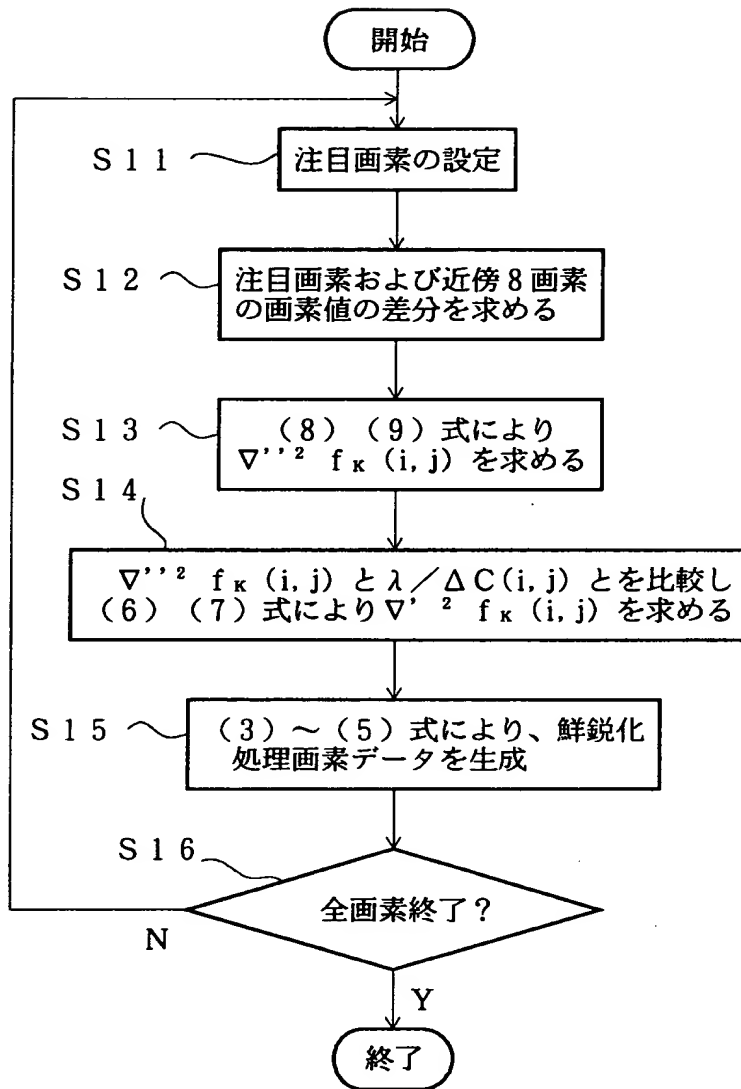 開始
S11
注目画素の設定
S12
注目画素および近傍8画素
の画素値の差分を求める
S13
(8) (9) 式により
∇''² fκ (i, j) を求める
S14
∇''² fκ (i, j) とλ/ΔC(i, j) とを比較し
(6) (7) 式により∇'² fκ (i, j) を求める
S15
(3)~(5) 式により、鮮鋭化
処理画素データを生成
S16
全画素終了?
N
Y
終了